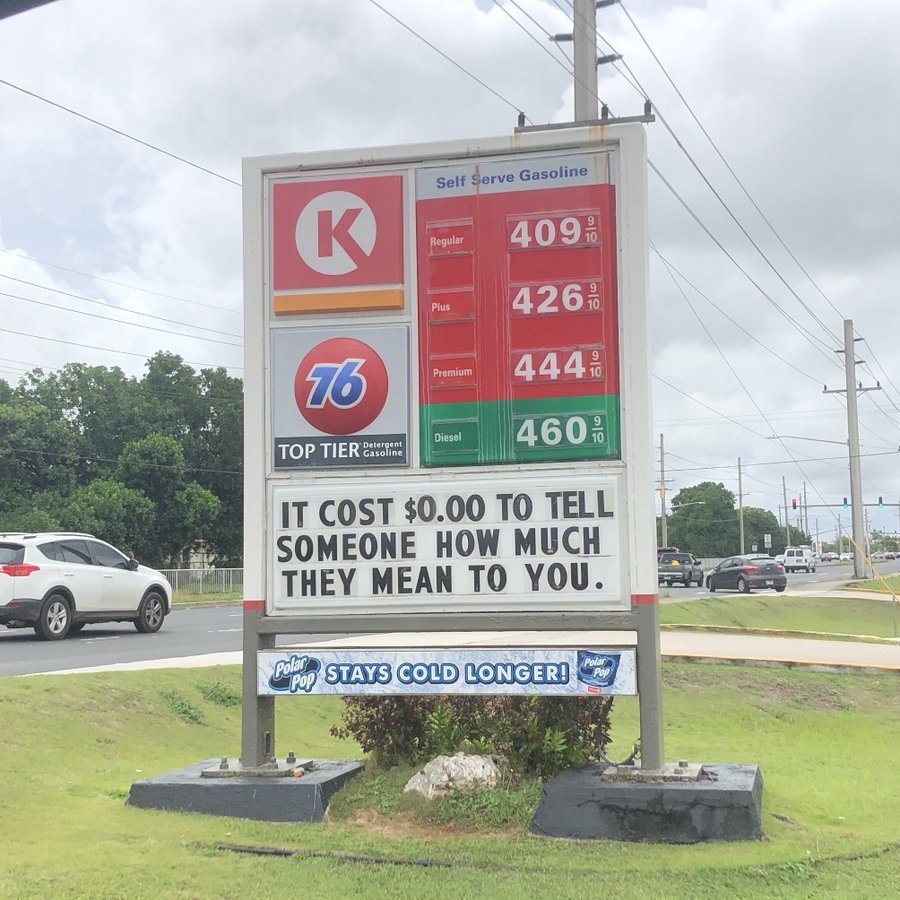 K
Self Serve Gasoline
Regular 409 9/10
Plus 426 9/10
Premium 444 9/10
Diesel 460 9/10
76
TOP TIER Detergent Gasoline
IT COST $0.00 TO TELL
SOMEONE HOW MUCH
THEY MEAN TO YOU.
Polar Pop STAYS COLD LONGER! Polar Pop